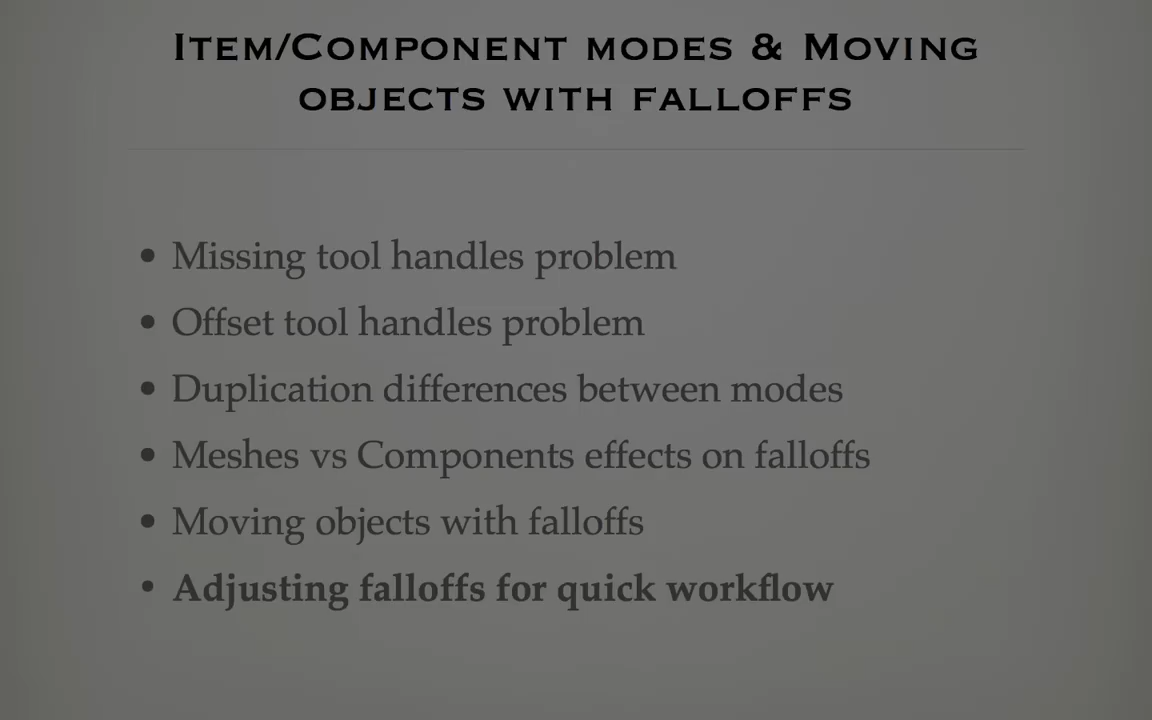 Item/Component modes & Moving
objects with falloffs
• Missing tool handles problem
• Offset tool handles problem
• Duplication differences between modes
• Meshes vs Components effects on falloffs
• Moving objects with falloffs
• Adjusting falloffs for quick workflow